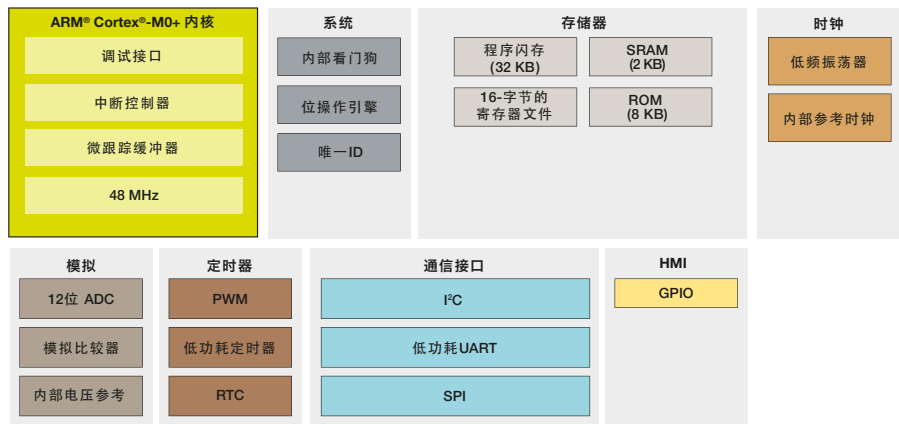 ARM® Cortex®-M0+ 内核
调试接口
中断控制器
微跟踪缓冲器
48 MHz
系统
内部看门狗
位操作引擎
唯一ID
存储器
程序闪存
(32 KB)
SRAM
(2 KB)
16-字节的
寄存器文件
ROM
(8 KB)
时钟
低频振荡器
内部参考时钟
模拟
12位 ADC
模拟比较器
内部电压参考
定时器
PWM
低功耗定时器
RTC
通信接口
I²C
低功耗UART
SPI
HMI
GPIO